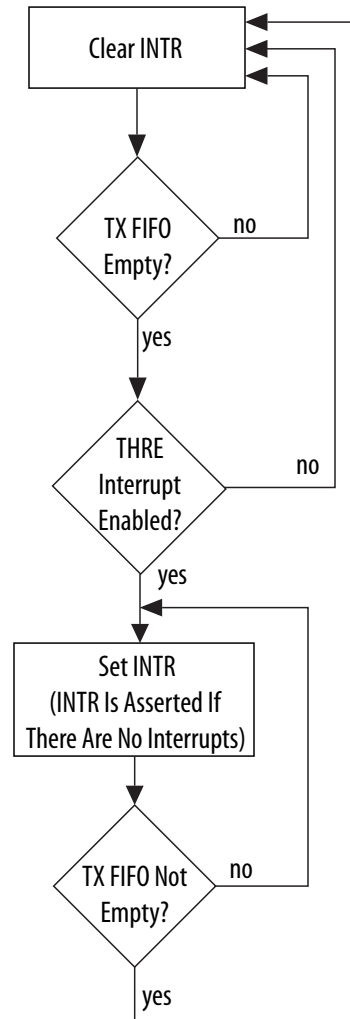 Clear INTR
TX FIFO
Empty?
no
yes
THRE
Interrupt
Enabled?
no
yes
Set INTR
(INTR Is Asserted If
There Are No Interrupts)
TX FIFO Not
Empty?
no
yes